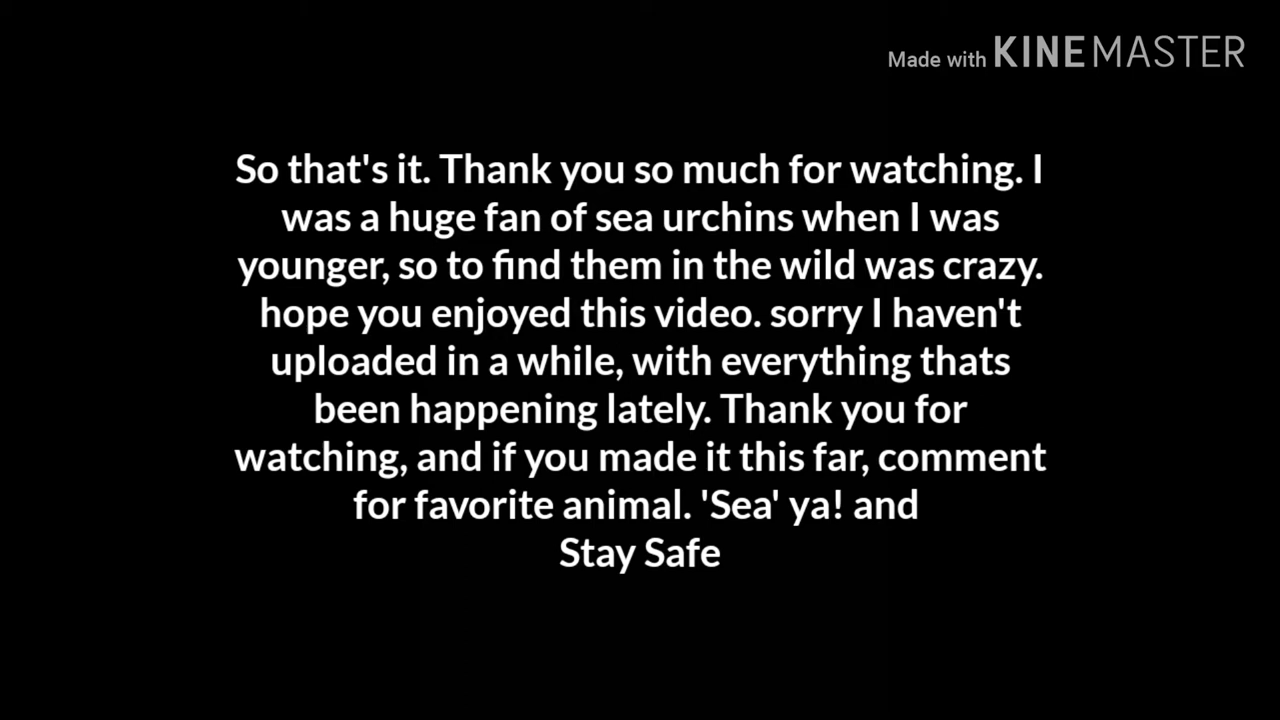 Made with KINEMASTER
So that's it. Thank you so much for watching. I
was a huge fan of sea urchins when I was
younger, so to find them in the wild was crazy.
hope you enjoyed this video. sorry I haven't
uploaded in a while, with everything thats
been happening lately. Thank you for
watching, and if you made it this far, comment
for favorite animal. 'Sea' ya! and
Stay Safe